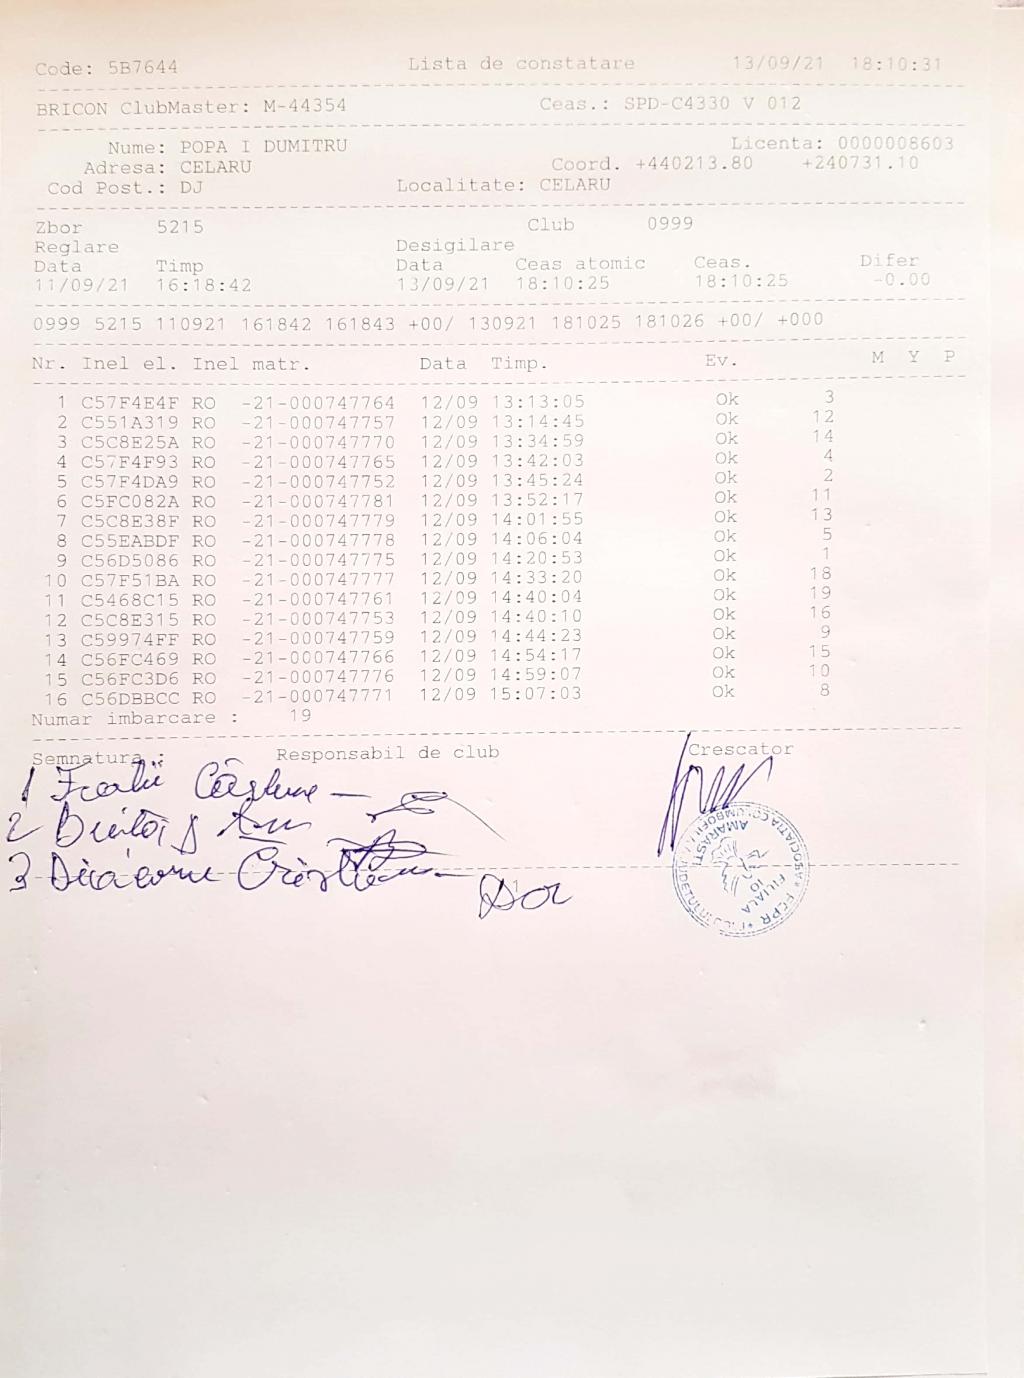 Code: 5B7644 Lista de constatare 13/09/21 18:10:31
BRICON ClubMaster: M-44354 Ceas.: SPD-C4330 V 012
Nume: POPA I DUMITRU Licenta: 0000008603
Adresa: CELARU Coord. +440213.80 +240731.10
Cod Post.: DJ Localitate: CELARU
Zbor 5215 Club 0999
Reglare Desigilare
Data Timp Data Ceas atomic Ceas. Difer
11/09/21 16:18:42 13/09/21 18:10:25 18:10:25 -0.00
0999 5215 110921 161842 161843 +00/ 130921 181025 181026 +00/ +000
Nr. Inel el. Inel matr. Data Timp. Ev. M Y P
1 C57F4E4F RO -21-000747764 12/09 13:13:05 Ok 3
2 C551A319 RO -21-000747757 12/09 13:14:45 Ok 12
3 C5C8E25A RO -21-000747770 12/09 13:34:59 Ok 14
4 C57F4F93 RO -21-000747765 12/09 13:42:03 Ok 4
5 C57F4DA9 RO -21-000747752 12/09 13:45:24 Ok 2
6 C5FC082A RO -21-000747781 12/09 13:52:17 Ok 11
7 C5C8E38F RO -21-000747779 12/09 14:01:55 Ok 13
8 C55EABDF RO -21-000747778 12/09 14:06:04 Ok 5
9 C56D5086 RO -21-000747775 12/09 14:20:53 Ok 1
10 C57F51BA RO -21-000747777 12/09 14:33:20 Ok 18
11 C5468C15 RO -21-000747761 12/09 14:40:04 Ok 19
12 C5C8E315 RO -21-000747753 12/09 14:40:10 Ok 16
13 C59974FF RO -21-000747759 12/09 14:44:23 Ok 9
14 C56FC469 RO -21-000747766 12/09 14:54:17 Ok 15
15 C56FC3D6 RO -21-000747776 12/09 14:59:07 Ok 10
16 C56DBBCC RO -21-000747771 12/09 15:07:03 Ok 8
Numar imbarcare : 19
Semnatura : Responsabil de club Crescator
1
2
3
ASOCIATIA COLUMBOFILA
AMARASTI
FILIALA
FCPR